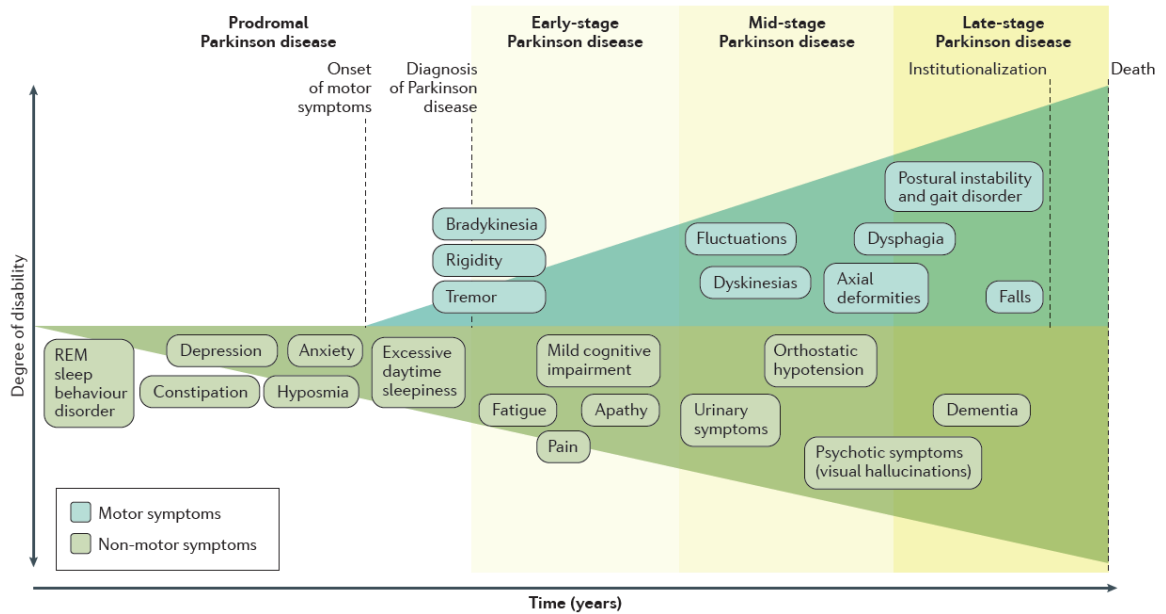 Prodromal
Parkinson disease
Early-stage
Parkinson disease
Mid-stage
Parkinson disease
Late-stage
Parkinson disease
Onset
of motor
symptoms
Diagnosis
of Parkinson
disease
Institutionalization
Death
Degree of disability
Postural instability
and gait disorder
Bradykinesia
Rigidity
Tremor
Fluctuations
Dysphagia
Dyskinesias
Axial
deformities
Falls
REM
sleep
behaviour
disorder
Depression
Anxiety
Constipation
Hyposmia
Excessive
daytime
sleepiness
Mild cognitive
impairment
Orthostatic
hypotension
Fatigue
Apathy
Pain
Urinary
symptoms
Dementia
Psychotic symptoms
(visual hallucinations)
Motor symptoms
Non-motor symptoms
Time (years)